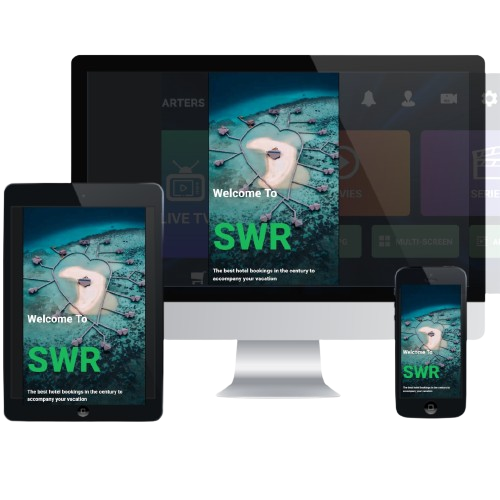 ARTERS
LIVE TV
VIES
SERIE
MULTI SCREEN
Welcome To
SWR
The best hotel bookings in the century to
accompany your vacation
Welcome To
SWR
The best hotel bookings in the century to
accompany your vacation
Welcome To
SWR
The best hotel bookings in the century to
accompany your vacation